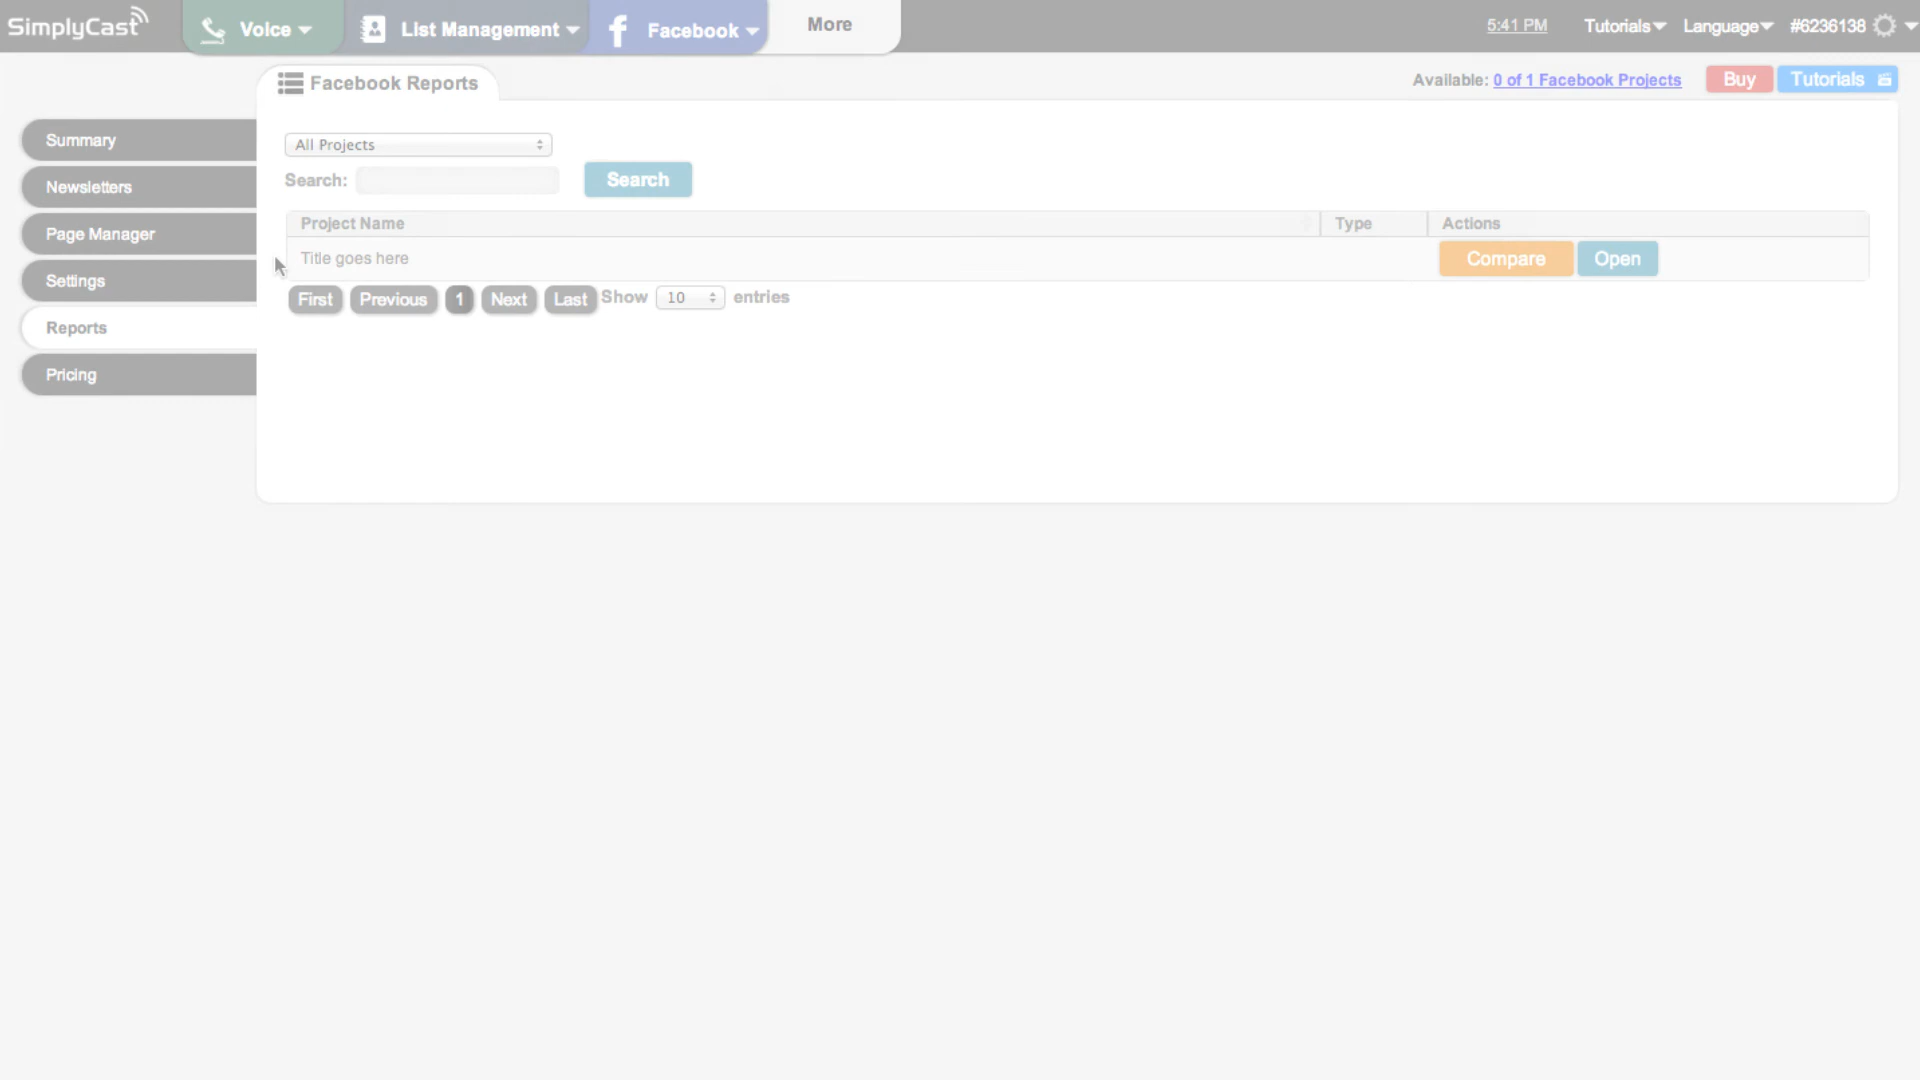 SimplyCast
Voice
List Management
Facebook
More
5:41 PM
Tutorials
Language
#6236138
Facebook Reports
Available: 0 of 1 Facebook Projects
Buy
Tutorials
Summary
Newsletters
Page Manager
Settings
Reports
Pricing
All Projects
Search:
Search
Project Name
Type
Actions
Title goes here
Compare
Open
First
Previous
1
Next
Last
Show 10 entries